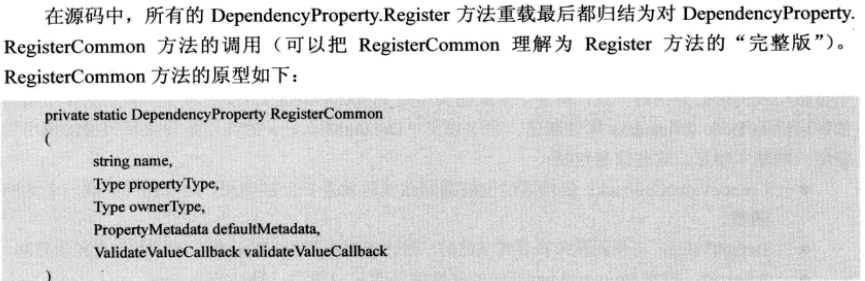 在源码中，所有的 DependencyProperty.Register 方法重载最后都归结为对 DependencyProperty.
RegisterCommon 方法的调用（可以把 RegisterCommon 理解为 Register 方法的“完整版”）。
RegisterCommon 方法的原型如下：
private static DependencyProperty RegisterCommon
(
string name,
Type propertyType,
Type ownerType,
PropertyMetadata defaultMetadata,
ValidateValueCallback validateValueCallback
)